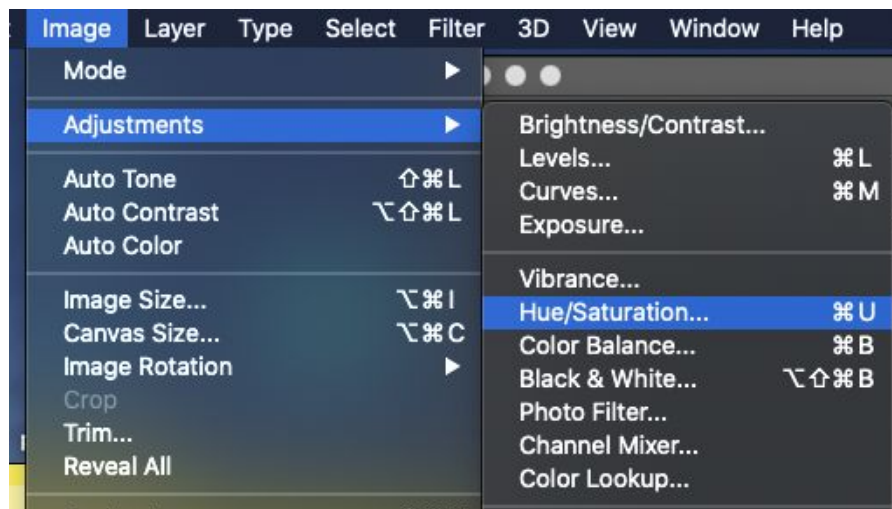 Image Layer Type Select Filter 3D View Window Help
Mode ▶
Adjustments ▶
Auto Tone ⇧⌘L
Auto Contrast ⌥⇧⌘L
Auto Color
Image Size... ⌥⌘I
Canvas Size... ⌥⌘C
Image Rotation ▶
Crop
Trim...
Reveal All
Brightness/Contrast...
Levels... ⌘L
Curves... ⌘M
Exposure...
Vibrance...
Hue/Saturation... ⌘U
Color Balance... ⌘B
Black & White... ⌥⇧⌘B
Photo Filter...
Channel Mixer...
Color Lookup...